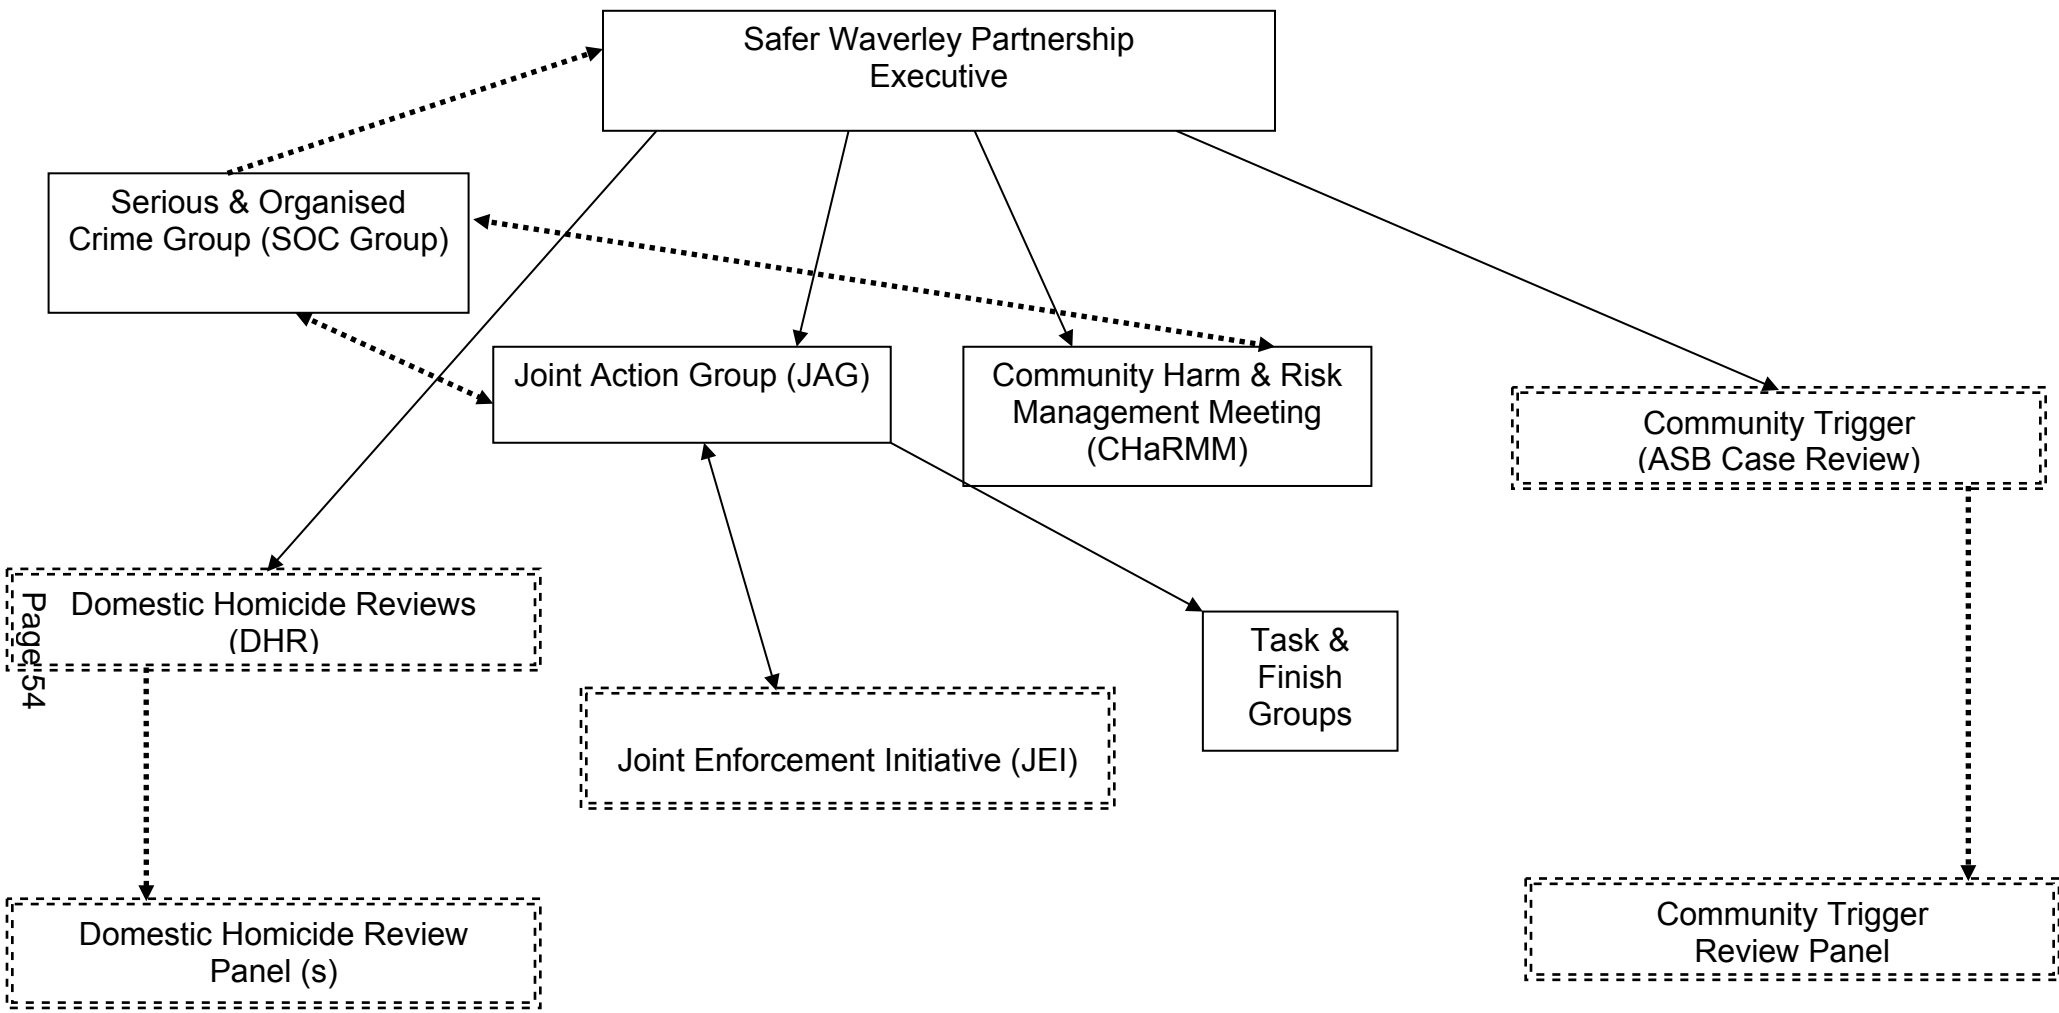 Safer Waverley Partnership
Executive
Serious & Organised
Crime Group (SOC Group)
Joint Action Group (JAG)
Community Harm & Risk
Management Meeting
(CHaRMM)
Community Trigger
(ASB Case Review)
Domestic Homicide Reviews
(DHR)
Page 54
Task &
Finish
Groups
Joint Enforcement Initiative (JEI)
Domestic Homicide Review
Panel (s)
Community Trigger
Review Panel